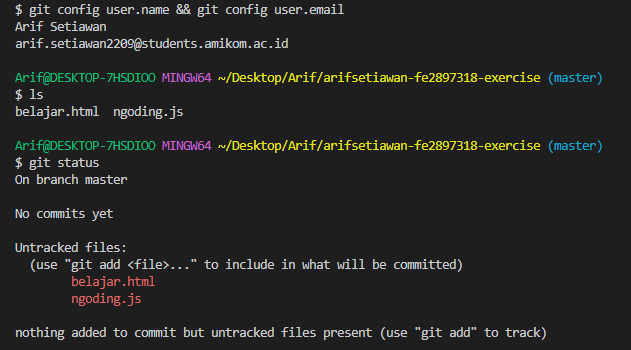 $ git config user.name && git config user.email
Arif Setiawan
arif.setiawan2209@students.amikom.ac.id
Arif@DESKTOP-7HSDIOO MINGW64 ~/Desktop/Arif/arifsetiawan-fe2897318-exercise (master)
$ ls
belajar.html  ngoding.js
Arif@DESKTOP-7HSDIOO MINGW64 ~/Desktop/Arif/arifsetiawan-fe2897318-exercise (master)
$ git status
On branch master
No commits yet
Untracked files:
  (use "git add <file>..." to include in what will be committed)
        belajar.html
        ngoding.js
nothing added to commit but untracked files present (use "git add" to track)